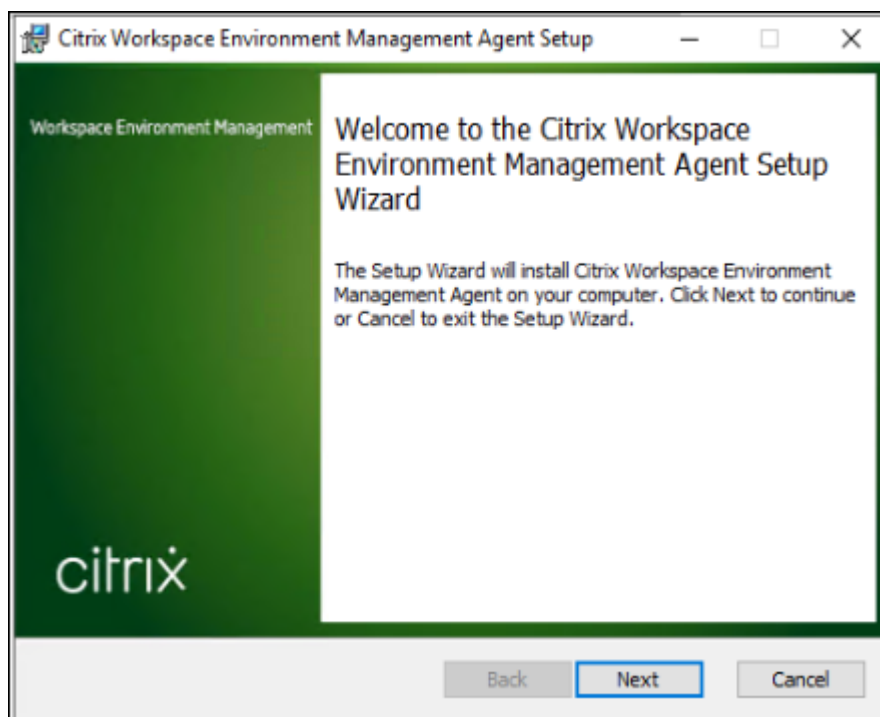 Citrix Workspace Environment Management Agent Setup
Workspace Environment Management
Welcome to the Citrix Workspace
Environment Management Agent Setup
Wizard
The Setup Wizard will install Citrix Workspace Environment
Management Agent on your computer. Click Next to continue
or Cancel to exit the Setup Wizard.
citrix
Back
Next
Cancel